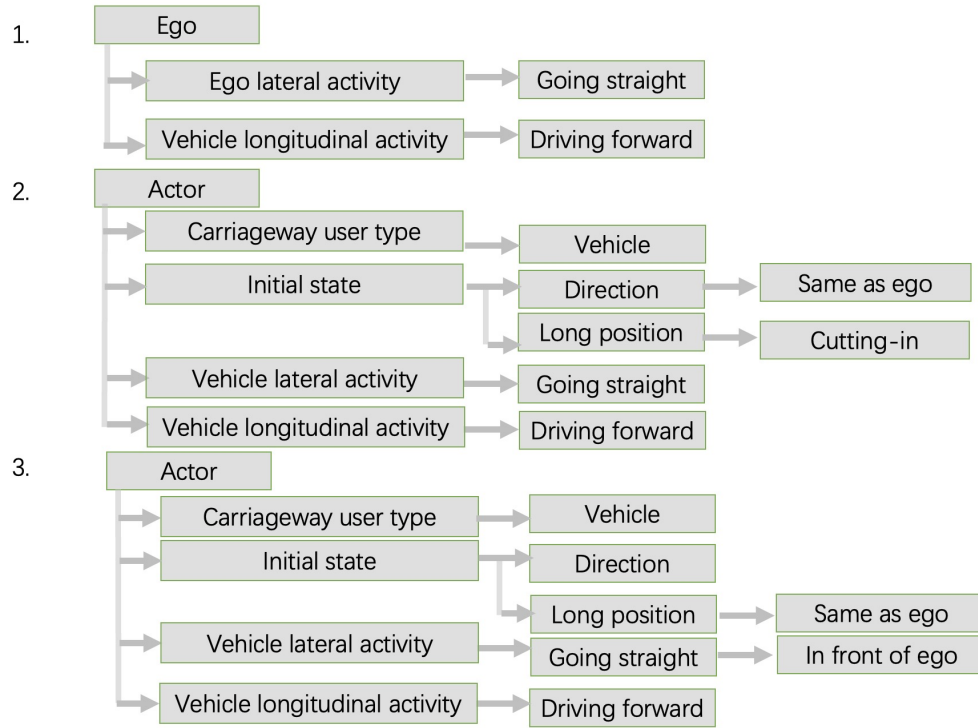 1.
Ego
Ego lateral activity
Going straight
Vehicle longitudinal activity
Driving forward
2.
Actor
Carriageway user type
Vehicle
Initial state
Direction
Same as ego
Long position
Cutting-in
Vehicle lateral activity
Going straight
Vehicle longitudinal activity
Driving forward
3.
Actor
Carriageway user type
Vehicle
Initial state
Direction
Long position
Same as ego
Vehicle lateral activity
Going straight
In front of ego
Vehicle longitudinal activity
Driving forward